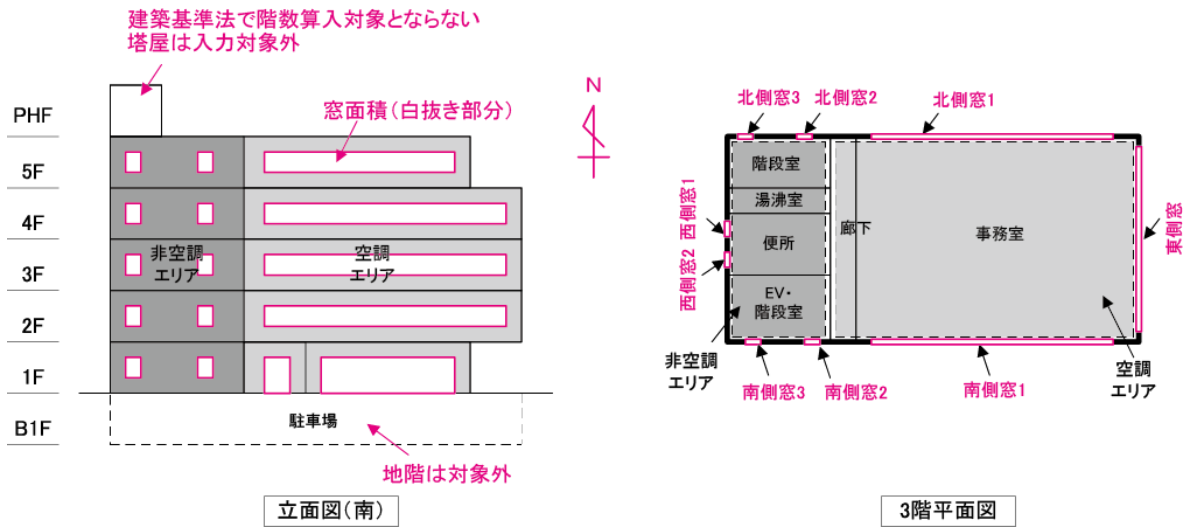 建築基準法で階数算入対象とならない
塔屋は入力対象外
PHF
5F
4F
3F
2F
1F
B1F
窓面積(白抜き部分)
非空調
エリア
空調
エリア
駐車場
地階は対象外
立面図(南)
N
北側窓3
北側窓2
北側窓1
西側窓1
西側窓2
階段室
湯沸室
便所
EV・
階段室
廊下
事務室
東側窓
非空調
エリア
南側窓3
南側窓2
南側窓1
空調
エリア
3階平面図